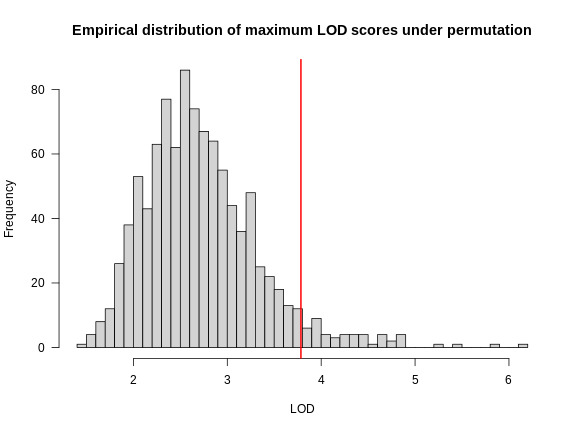 Empirical distribution of maximum LOD scores under permutation
Frequency
80
60
40
20
0
2 3 4 5 6
LOD